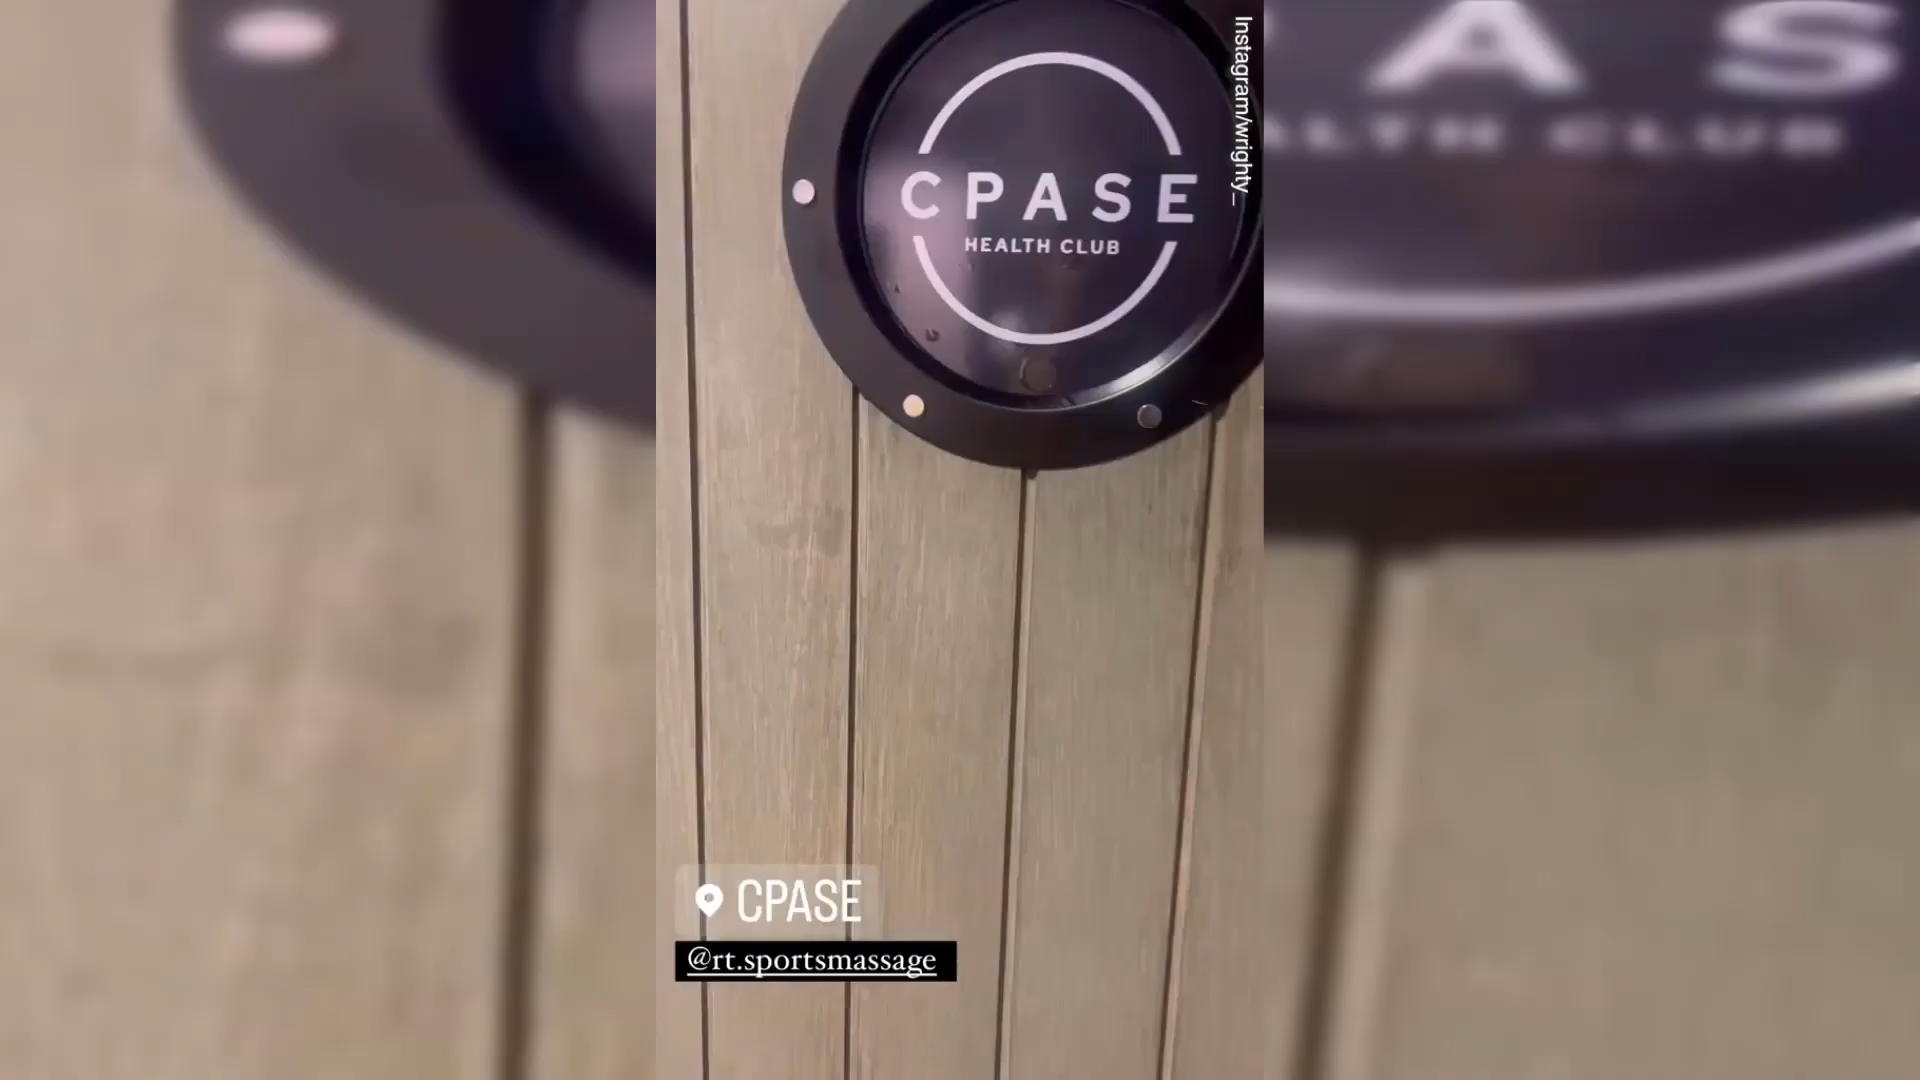 Instagram/wrighty_
CPASE
HEALTH CLUB
CPASE
@rt.sportsmassage